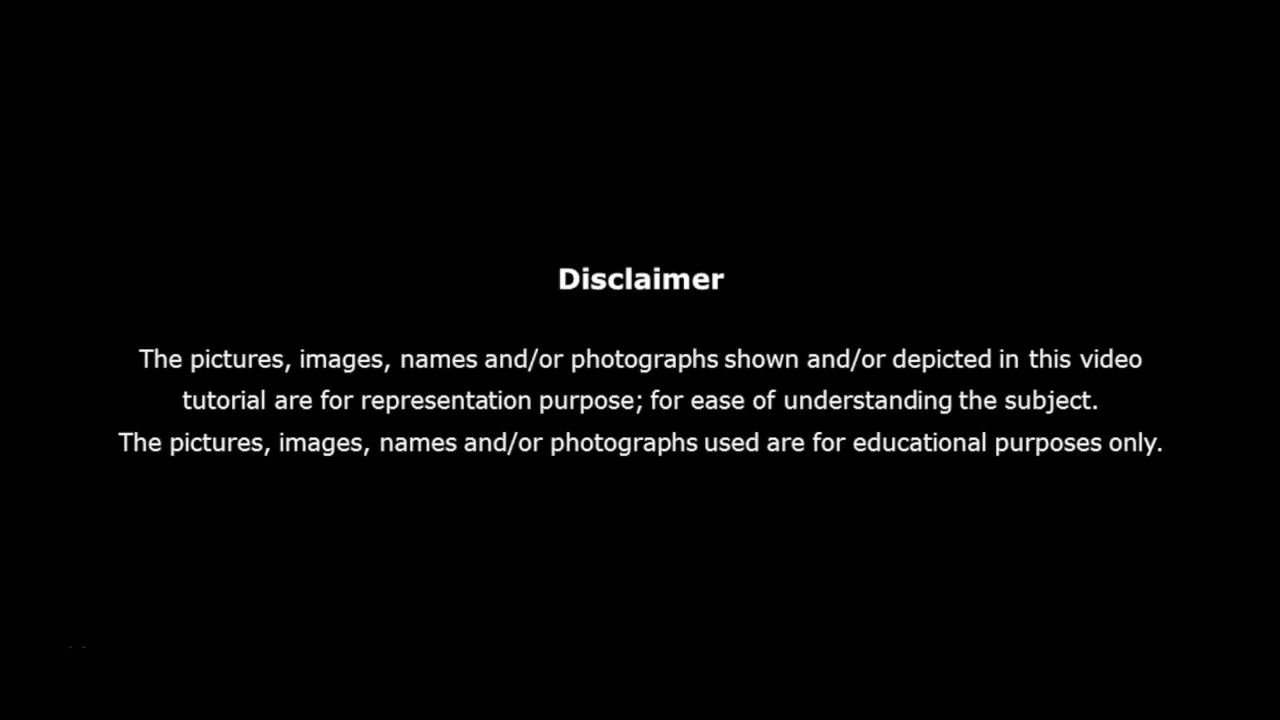 Disclaimer
The pictures, images, names and/or photographs shown and/or depicted in this video
tutorial are for representation purpose; for ease of understanding the subject.
The pictures, images, names and/or photographs used are for educational purposes only.